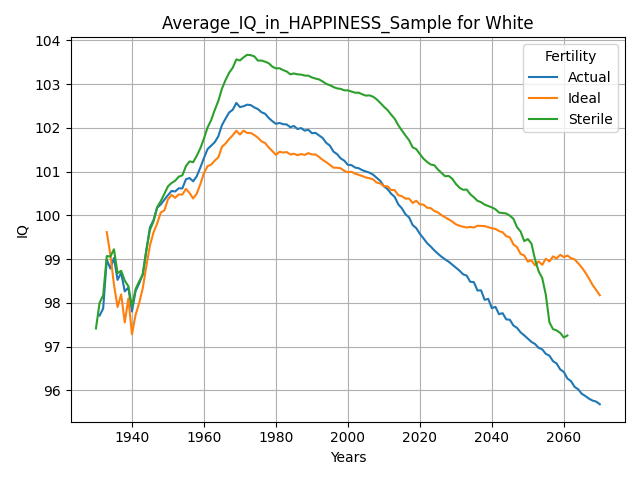 Average_IQ_in_HAPPINESS_Sample for White
104
103
102
101
100
99
98
97
96
IQ
1940
1960
1980
2000
2020
2040
2060
Years
Fertility
Actual
Ideal
Sterile